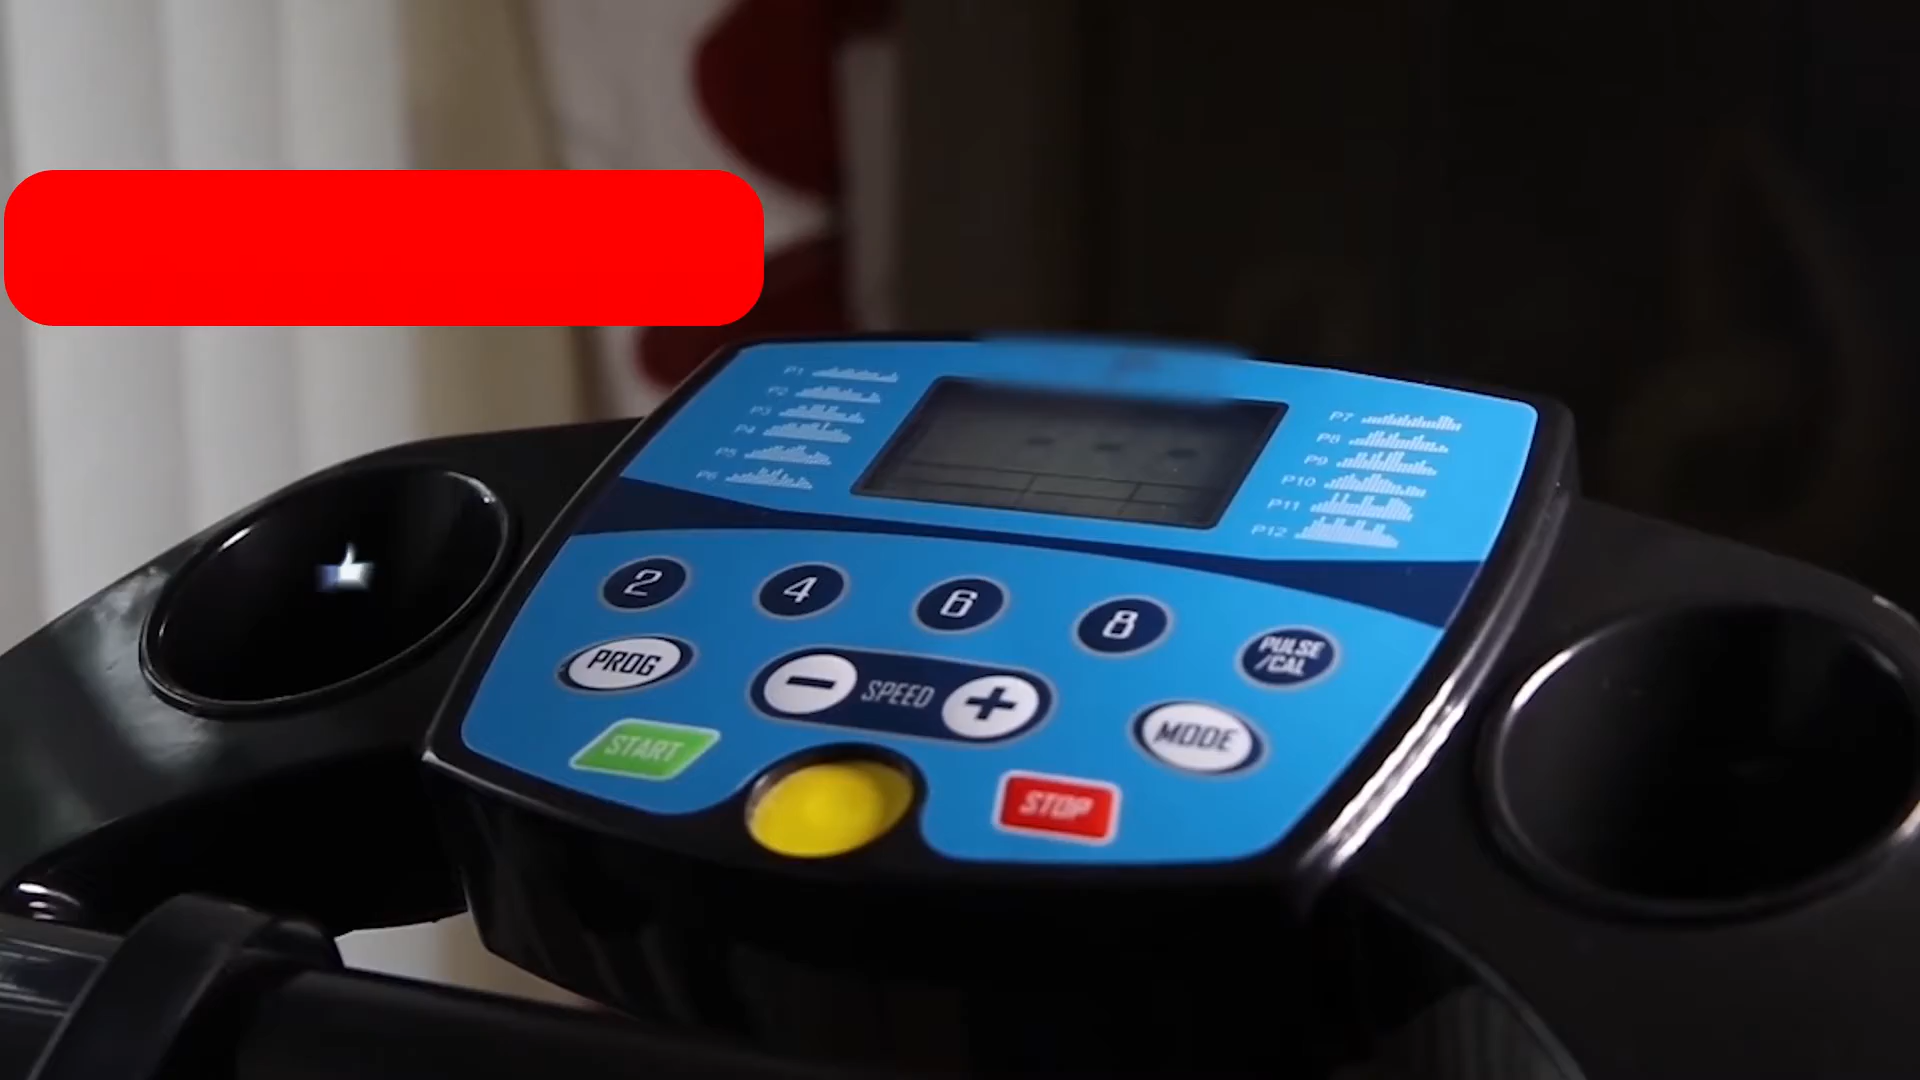 P1
P2
P3
P4
P5
P6
P7
P8
P9
P10
P11
P12
2
4
6
8
PULSE
/CAL
PROG
SPEED
MODE
START
STOP